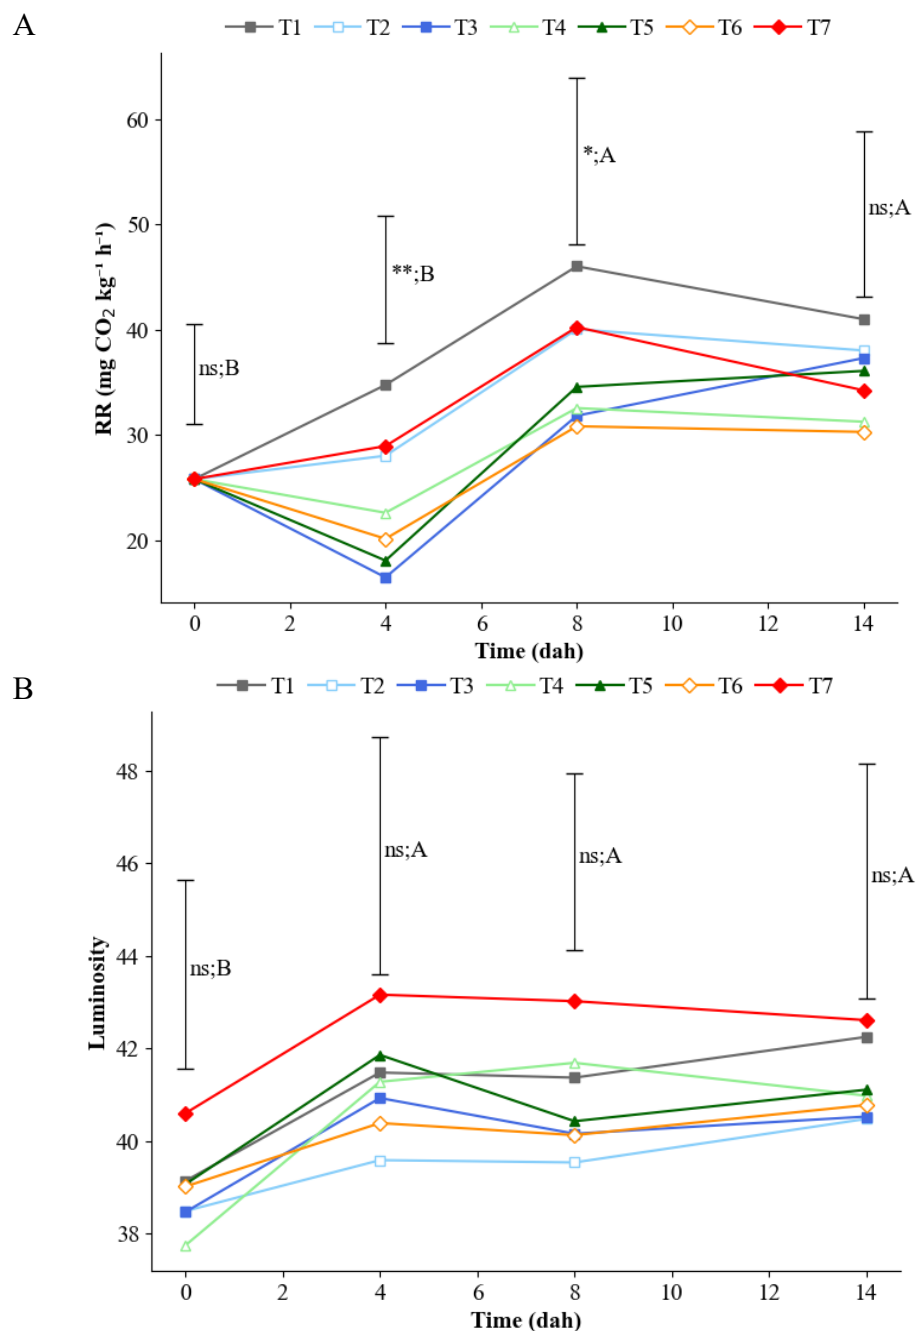 A
T1 T2 T3 T4 T5 T6 T7
60
50
40
30
20
RR (mg CO₂ kg⁻¹ h⁻¹)
ns;B
**;B
*;A
ns;A
0 2 4 6 8 10 12 14
Time (dah)
B
T1 T2 T3 T4 T5 T6 T7
48
46
44
42
40
38
Luminosity
ns;B
ns;A
ns;A
ns;A
0 2 4 6 8 10 12 14
Time (dah)